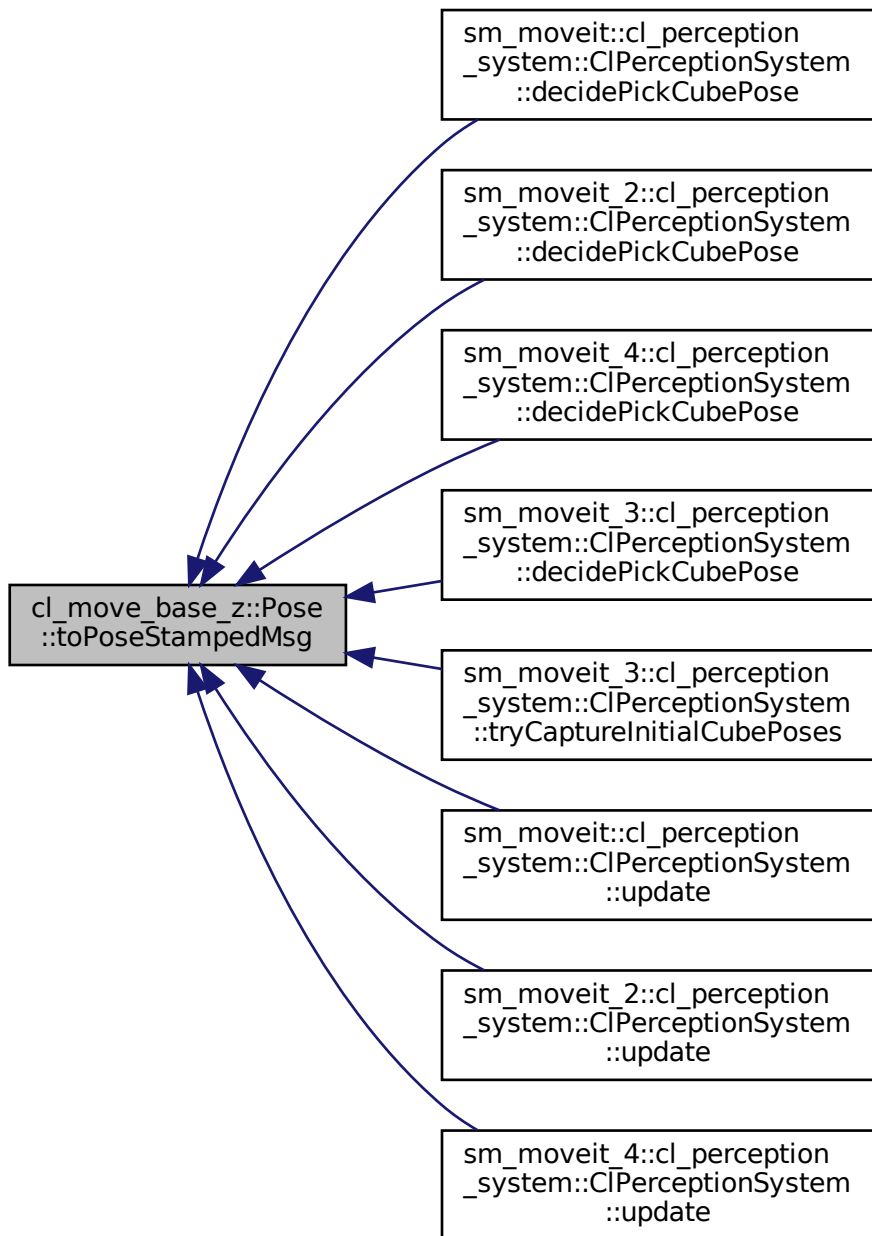 sm_moveit::cl_perception
_system::ClPerceptionSystem
::decidePickCubePose
sm_moveit_2::cl_perception
_system::ClPerceptionSystem
::decidePickCubePose
sm_moveit_4::cl_perception
_system::ClPerceptionSystem
::decidePickCubePose
sm_moveit_3::cl_perception
_system::ClPerceptionSystem
::decidePickCubePose
cl_move_base_z::Pose
::toPoseStampedMsg
sm_moveit_3::cl_perception
_system::ClPerceptionSystem
::tryCaptureInitialCubePoses
sm_moveit::cl_perception
_system::ClPerceptionSystem
::update
sm_moveit_2::cl_perception
_system::ClPerceptionSystem
::update
sm_moveit_4::cl_perception
_system::ClPerceptionSystem
::update